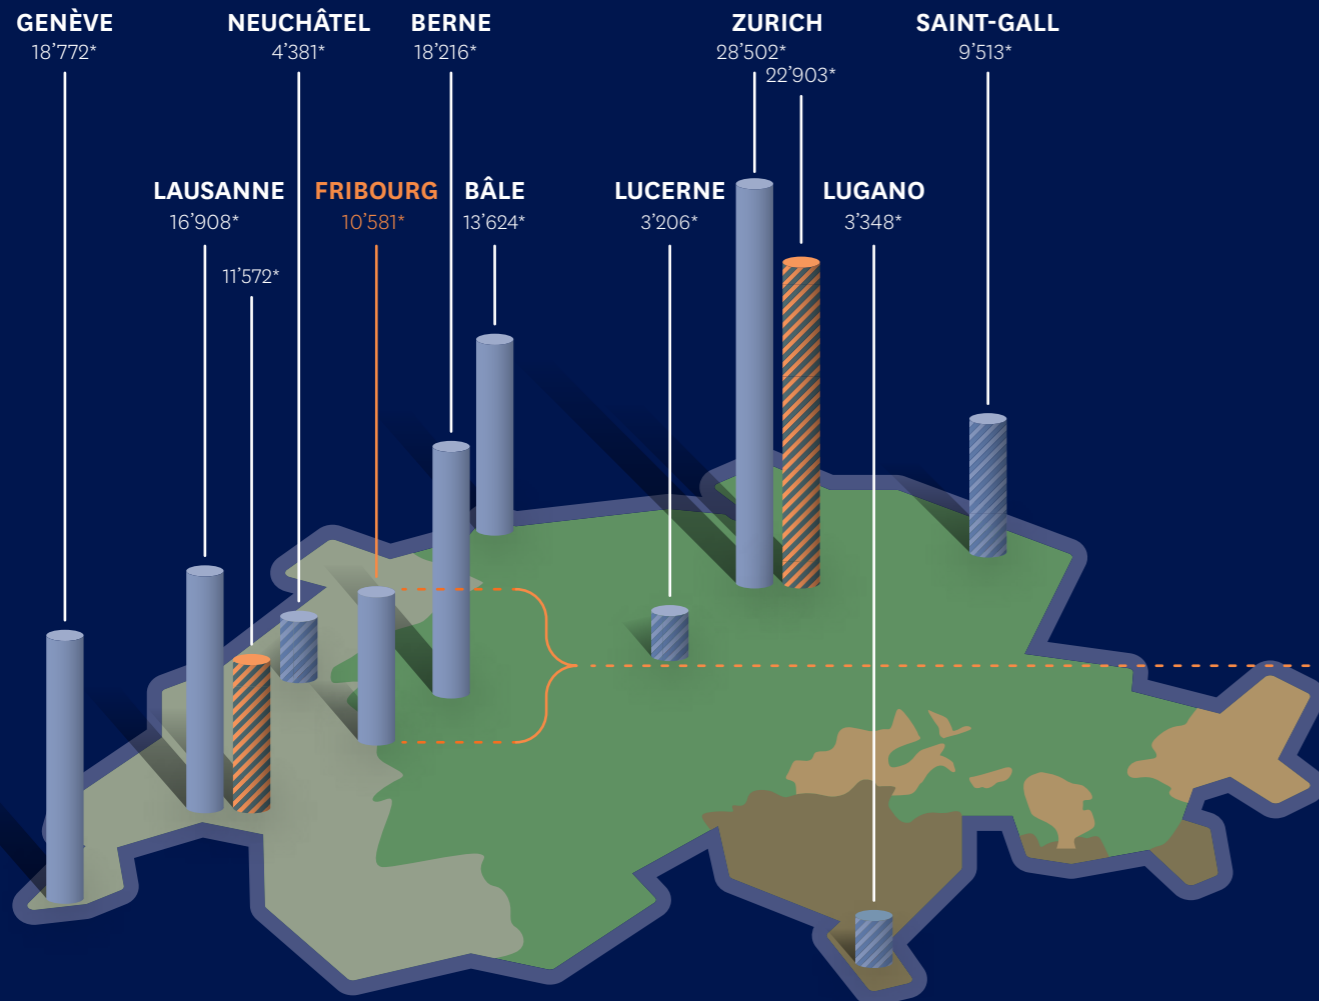 GENÈVE
18’772*
NEUCHÂTEL
4’381*
BERNE
18’216*
ZURICH
28’502*
22’903*
SAINT-GALL
9’513*
LAUSANNE
16’908*
11’572*
FRIBOURG
10’581*
BÂLE
13’624*
LUCERNE
3’206*
LUGANO
3’348*